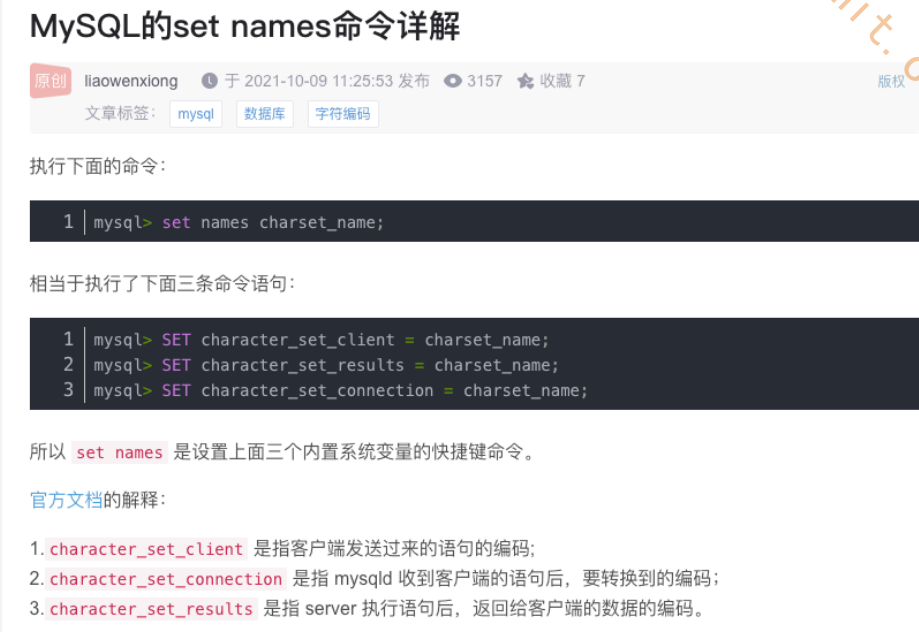 MySQL的set names命令详解
原创 liaowenxiong 于 2021-10-09 11:25:53 发布 3157 收藏 7 版权
文章标签： mysql 数据库 字符编码
执行下面的命令：
1 mysql> set names charset_name;
相当于执行了下面三条命令语句：
1 mysql> SET character_set_client = charset_name;
2 mysql> SET character_set_results = charset_name;
3 mysql> SET character_set_connection = charset_name;
所以 set names 是设置上面三个内置系统变量的快捷键命令。
官方文档的解释：
1. character_set_client 是指客户端发送过来的语句的编码;
2. character_set_connection 是指 mysqld 收到客户端的语句后，要转换到的编码；
3. character_set_results 是指 server 执行语句后，返回给客户端的数据的编码。